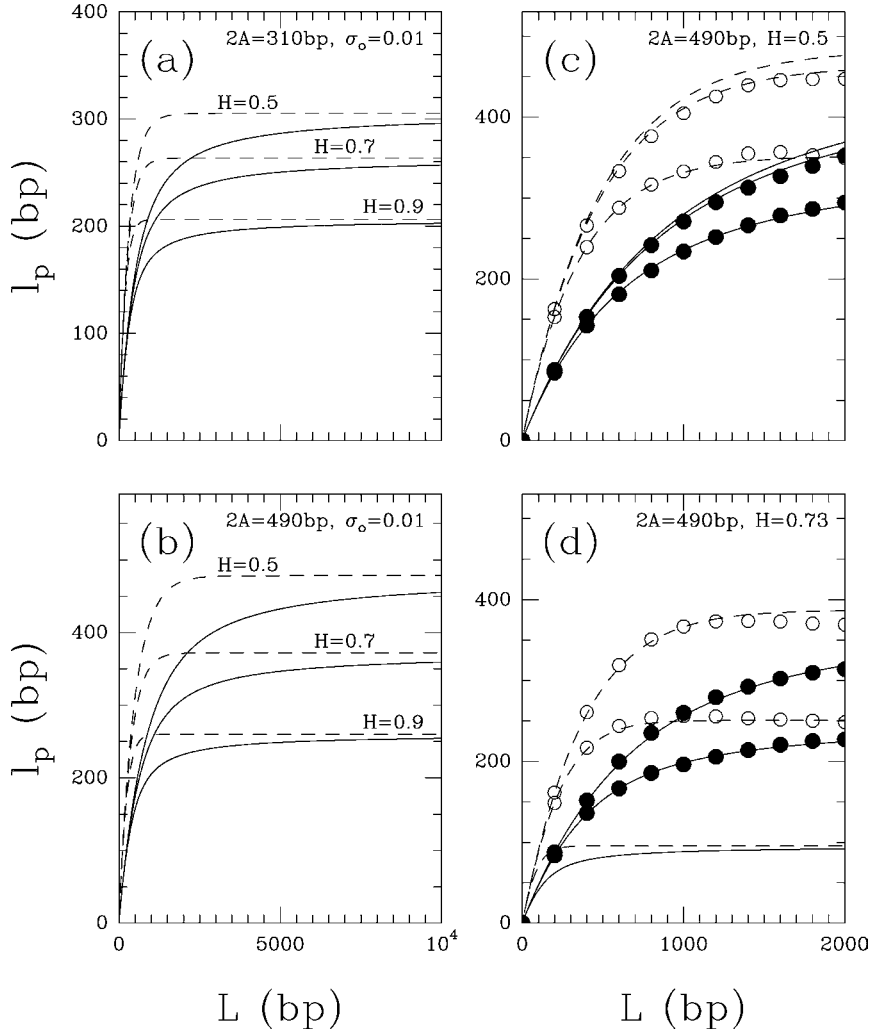 (a)
2A=310bp, σₒ=0.01
400
300
200
100
0
H=0.5
H=0.7
H=0.9
lₚ (bp)
(c)
2A=490bp, H=0.5
400
200
0
(b)
2A=490bp, σₒ=0.01
400
200
0
H=0.5
H=0.7
H=0.9
lₚ (bp)
0
5000
10⁴
L (bp)
(d)
2A=490bp, H=0.73
400
200
0
0
1000
2000
L (bp)